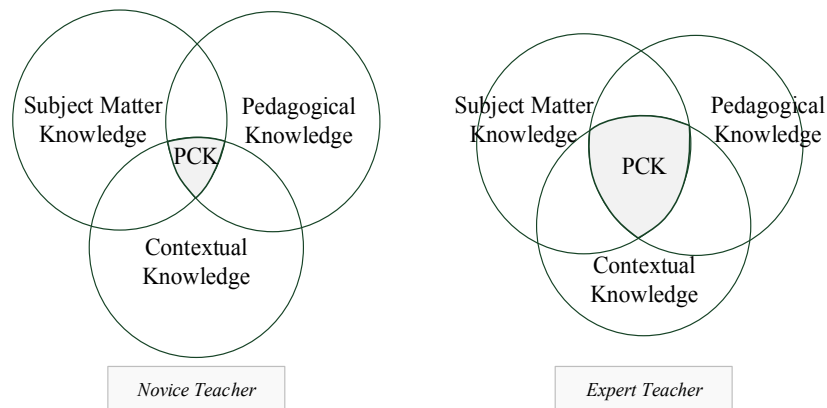 Subject Matter
Knowledge
Pedagogical
Knowledge
PCK
Contextual
Knowledge
Novice Teacher
Subject Matter
Knowledge
Pedagogical
Knowledge
PCK
Contextual
Knowledge
Expert Teacher